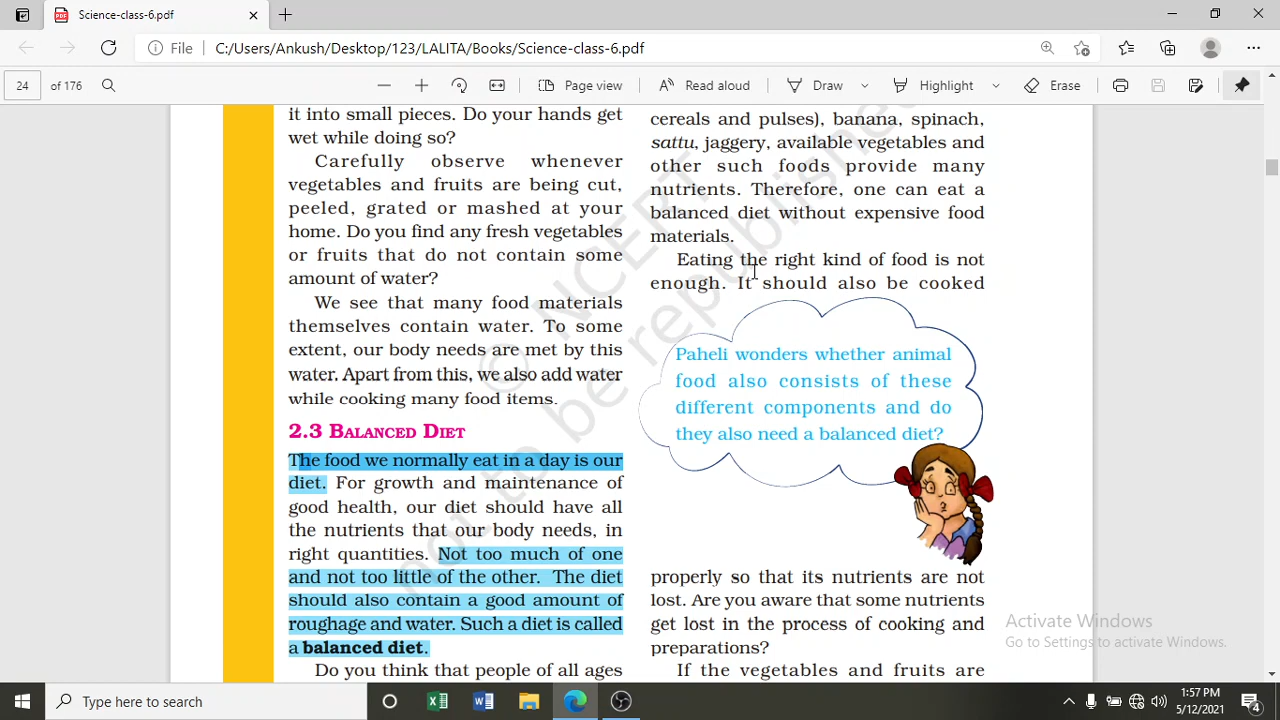 Science-class-6.pdf
File
C:/Users/Ankush/Desktop/123/LALITA/Books/Science-class-6.pdf
24
of 176
Page view
Read aloud
Draw
Highlight
Erase
it into small pieces. Do your hands get
wet while doing so?
Carefully observe whenever
vegetables and fruits are being cut,
peeled, grated or mashed at your
home. Do you find any fresh vegetables
or fruits that do not contain some
amount of water?
We see that many food materials
themselves contain water. To some
extent, our body needs are met by this
water. Apart from this, we also add water
while cooking many food items.
2.3 BALANCED DIET
The food we normally eat in a day is our
diet. For growth and maintenance of
good health, our diet should have all
the nutrients that our body needs, in
right quantities. Not too much of one
and not too little of the other. The diet
should also contain a good amount of
roughage and water. Such a diet is called
a balanced diet.
Do you think that people of all ages
cereals and pulses), banana, spinach,
sattu, jaggery, available vegetables and
other such foods provide many
nutrients. Therefore, one can eat a
balanced diet without expensive food
materials.
Eating the right kind of food is not
enough. It should also be cooked
Paheli wonders whether animal
food also consists of these
different components and do
they also need a balanced diet?
properly so that its nutrients are not
lost. Are you aware that some nutrients
get lost in the process of cooking and
preparations?
If the vegetables and fruits are
© NCERT
not to be republished
Activate Windows
Go to Settings to activate Windows.
Type here to search
1:57 PM
5/12/2021
4